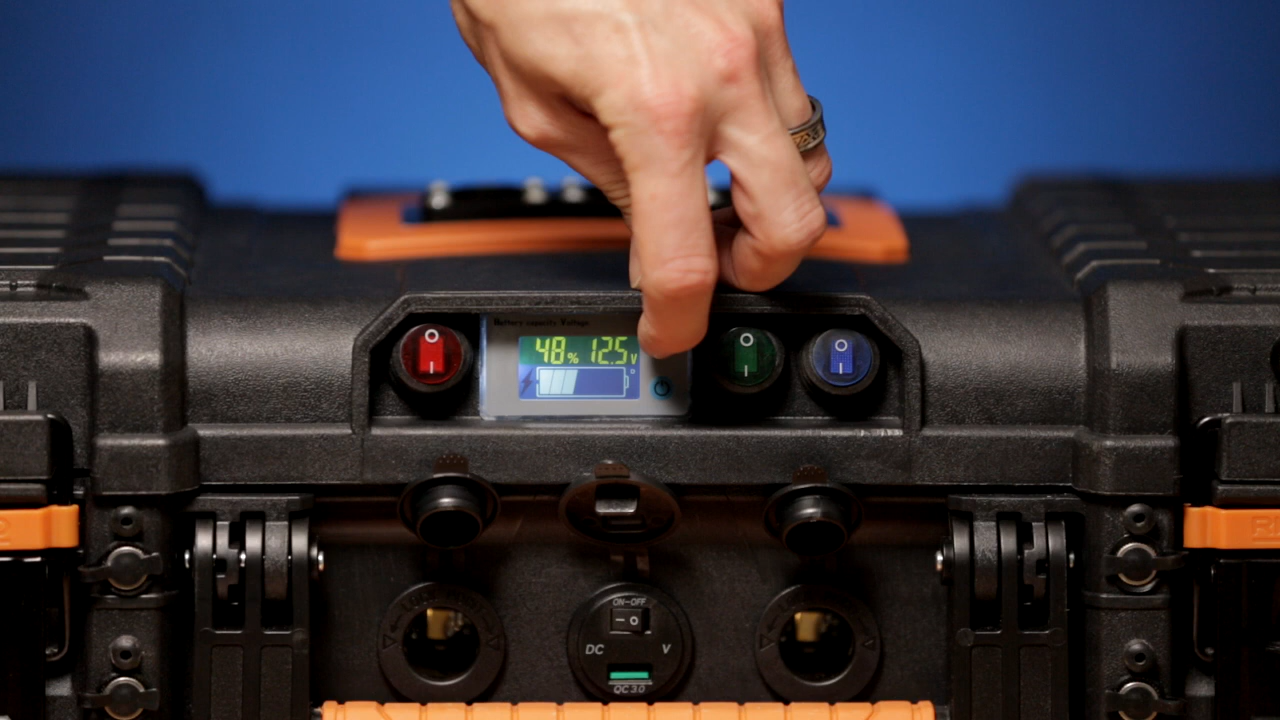 Battery capacity Voltage
48% 12.5V
ON-OFF
DC V
QC3.0